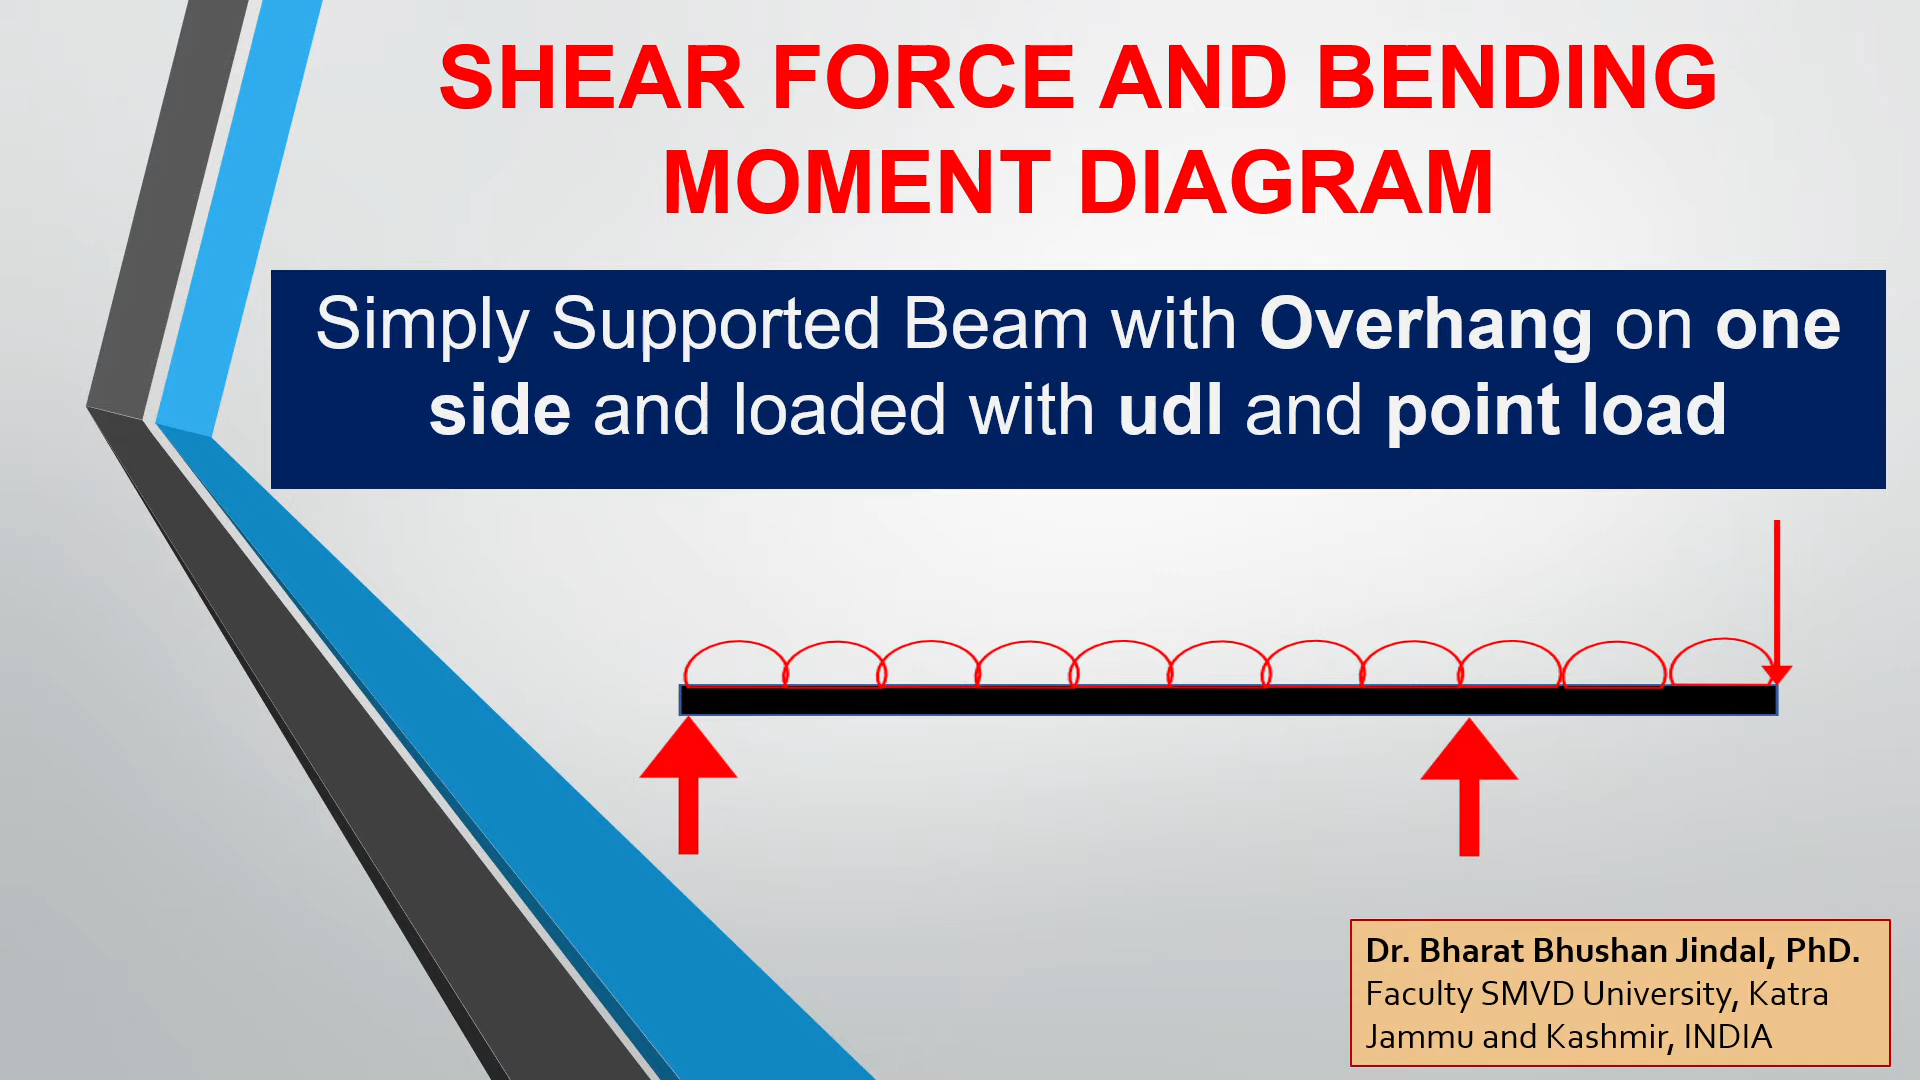 SHEAR FORCE AND BENDING
MOMENT DIAGRAM
Simply Supported Beam with Overhang on one
side and loaded with udl and point load
Dr. Bharat Bhushan Jindal, PhD.
Faculty SMVD University, Katra
Jammu and Kashmir, INDIA